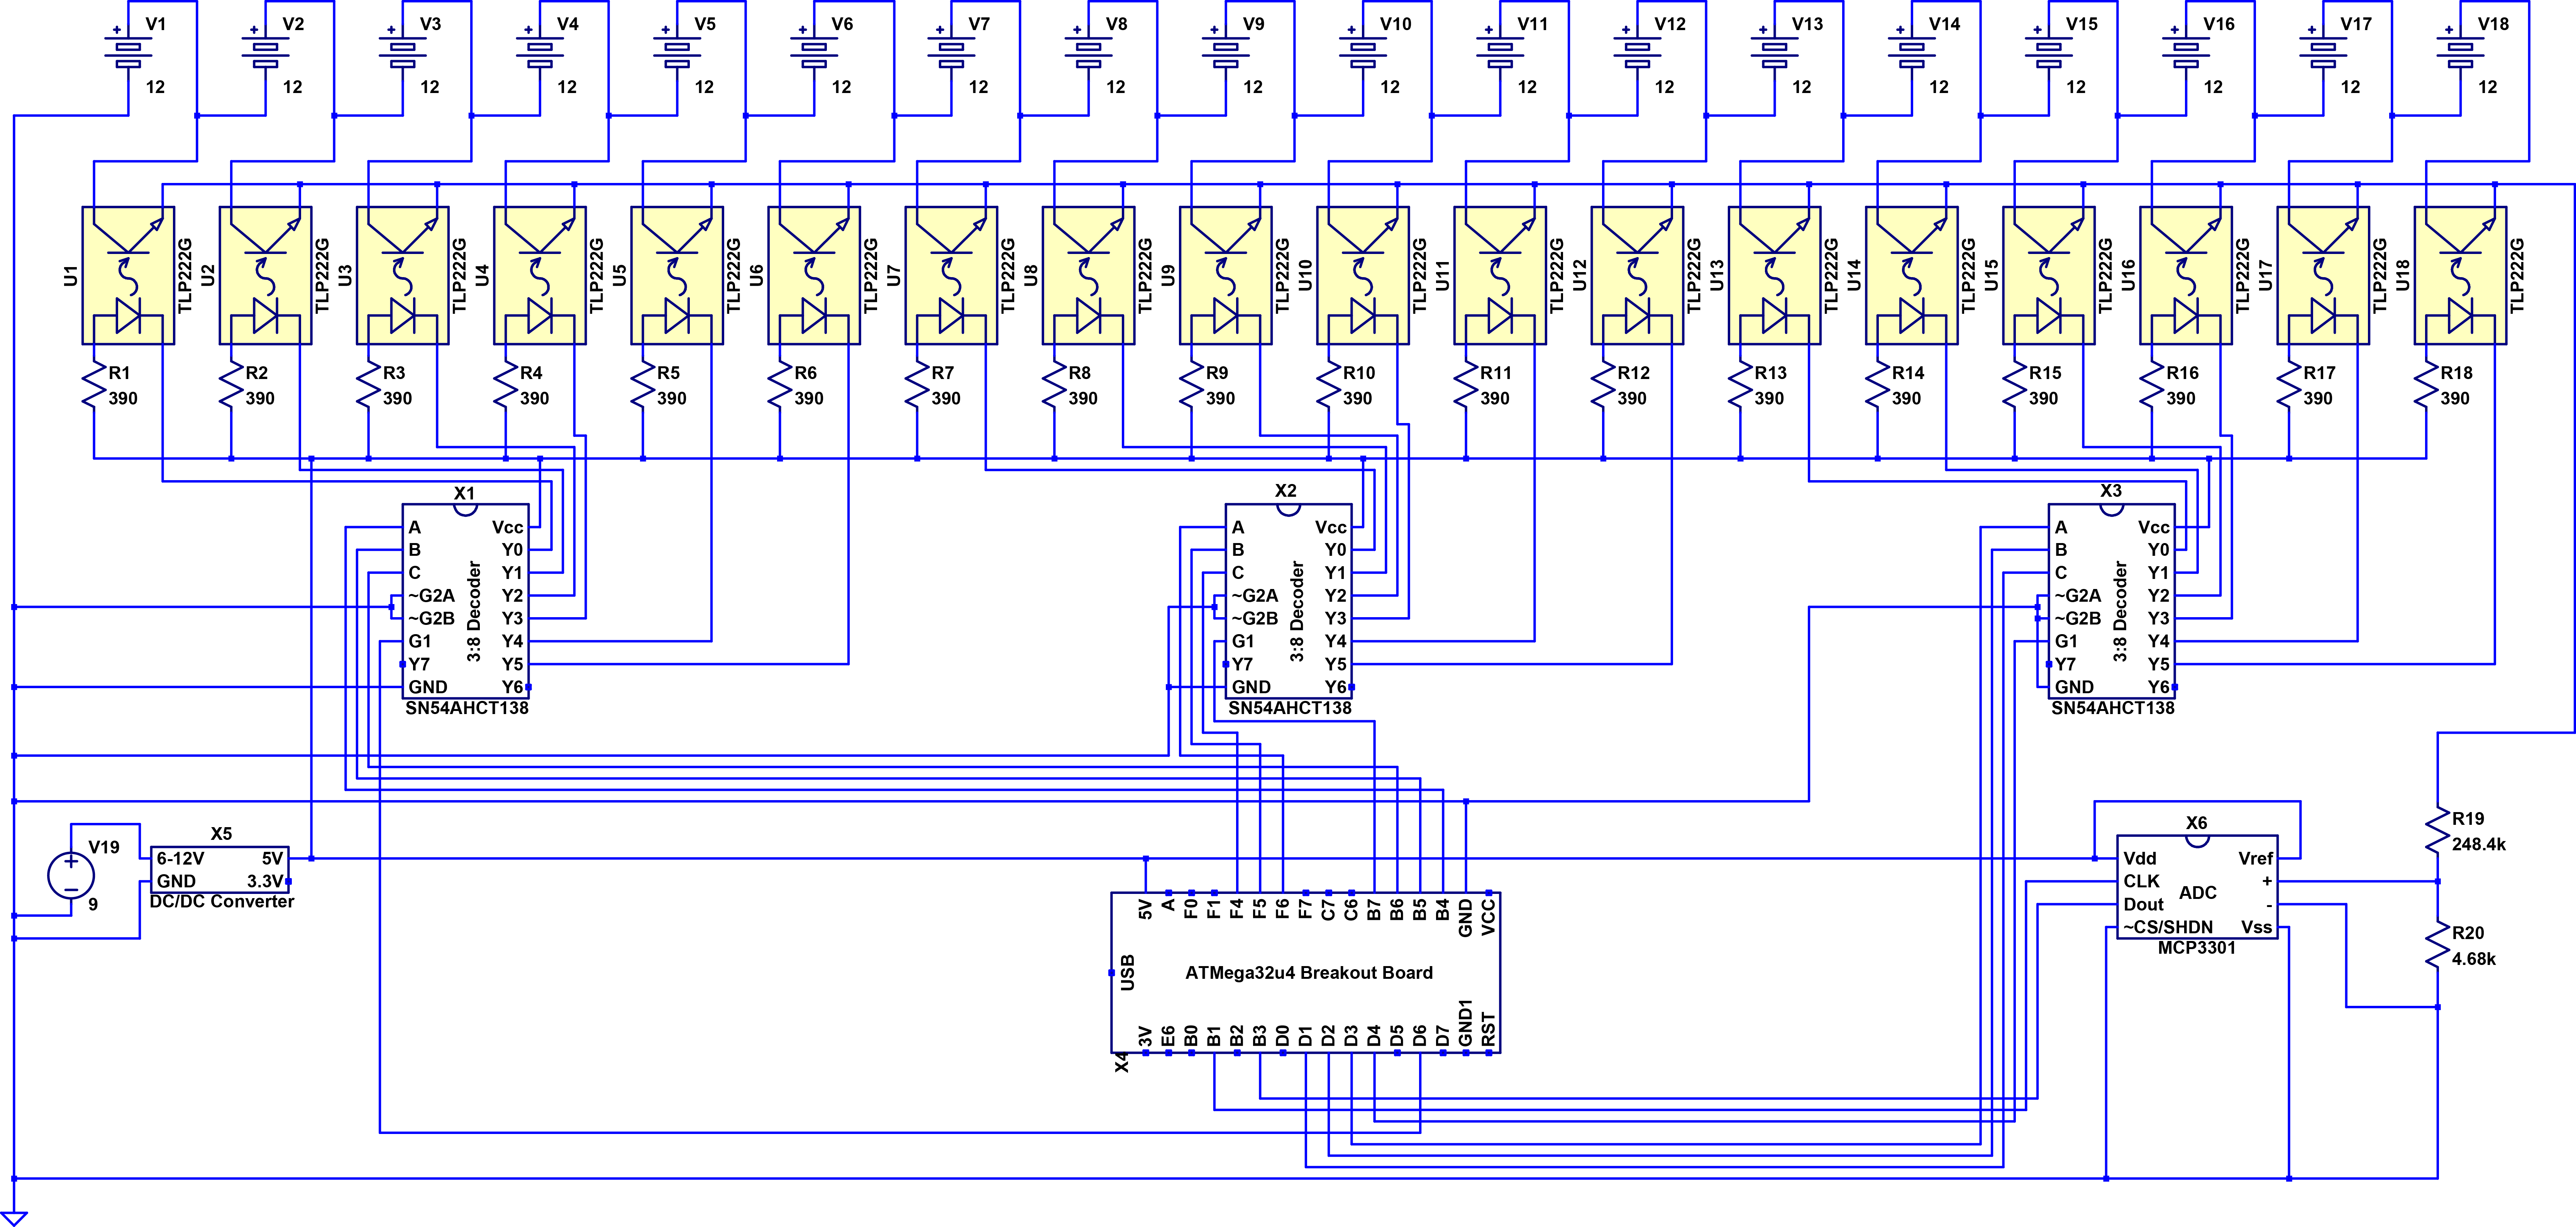 + V1 + V2 + V3 + V4 + V5 + V6 + V7 + V8 + V9 + V10 + V11 + V12 + V13 + V14 + V15 + V16 + V17 + V18
12 12 12 12 12 12 12 12 12 12 12 12 12 12 12 12 12 12
U1 TLP222G U2 TLP222G U3 TLP222G U4 TLP222G U5 TLP222G U6 TLP222G U7 TLP222G U8 TLP222G U9 TLP222G U10 TLP222G U11 TLP222G U12 TLP222G U13 TLP222G U14 TLP222G U15 TLP222G U16 TLP222G U17 TLP222G U18 TLP222G
R1 R2 R3 R4 R5 R6 R7 R8 R9 R10 R11 R12 R13 R14 R15 R16 R17 R18
390 390 390 390 390 390 390 390 390 390 390 390 390 390 390 390 390 390
X1
A Vcc
B Y0
C Y1
~G2A Y2
~G2B Y3
G1 Y4
Y7 Y5
GND Y6
3:8 Decoder
SN54AHCT138
X2
A Vcc
B Y0
C Y1
~G2A Y2
~G2B Y3
G1 Y4
Y7 Y5
GND Y6
3:8 Decoder
SN54AHCT138
X3
A Vcc
B Y0
C Y1
~G2A Y2
~G2B Y3
G1 Y4
Y7 Y5
GND Y6
3:8 Decoder
SN54AHCT138
V19
+
−
9
X5
6-12V 5V
GND 3.3V
DC/DC Converter
5V A F0 F1 F4 F5 F6 F7 C7 C6 B7 B6 B5 B4 GND VCC
USB
ATMega32u4 Breakout Board
3V E6 B0 B1 B2 B3 D0 D1 D2 D3 D4 D5 D6 D7 GND1 RST
X4
X6
Vdd Vref
CLK +
ADC
Dout -
~CS/SHDN Vss
MCP3301
R19
248.4k
R20
4.68k